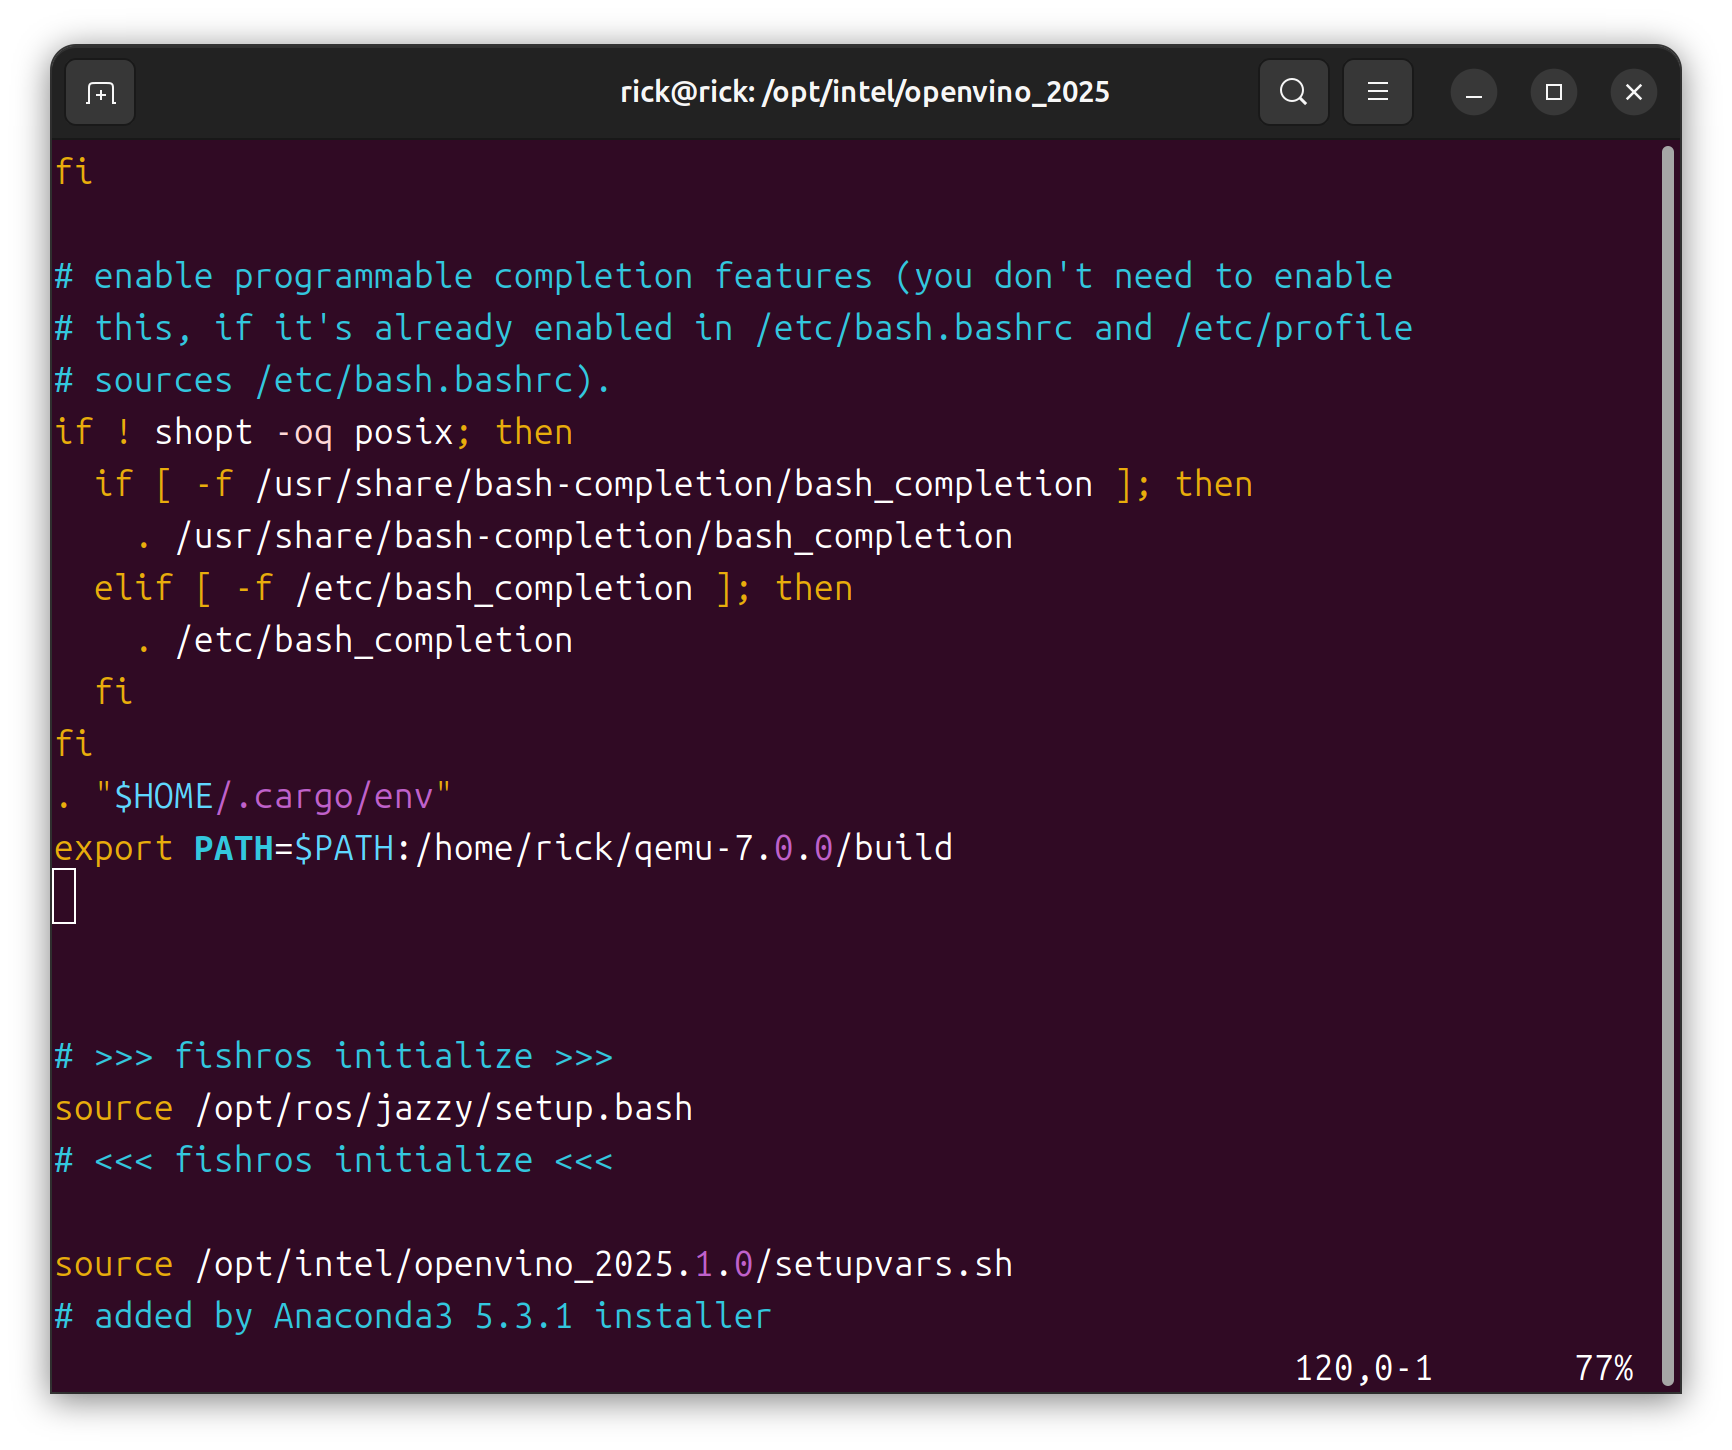 rick@rick: /opt/intel/openvino_2025
fi

# enable programmable completion features (you don't need to enable
# this, if it's already enabled in /etc/bash.bashrc and /etc/profile
# sources /etc/bash.bashrc).
if ! shopt -oq posix; then
  if [ -f /usr/share/bash-completion/bash_completion ]; then
    . /usr/share/bash-completion/bash_completion
  elif [ -f /etc/bash_completion ]; then
    . /etc/bash_completion
  fi
fi
. "$HOME/.cargo/env"
export PATH=$PATH:/home/rick/qemu-7.0.0/build

# >>> fishros initialize >>>
source /opt/ros/jazzy/setup.bash
# <<< fishros initialize <<<

source /opt/intel/openvino_2025.1.0/setupvars.sh
# added by Anaconda3 5.3.1 installer
120,0-1 77%